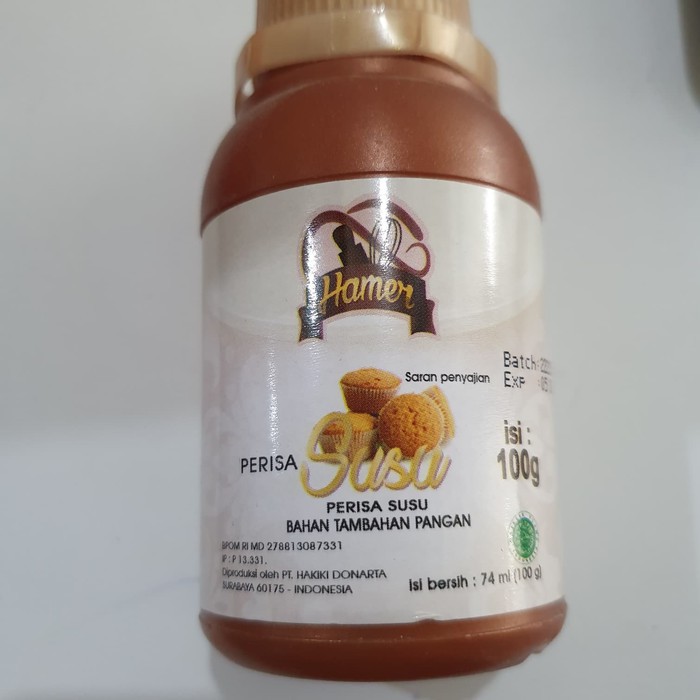 Hamer
Saran penyajian
Batch:
Exp
isi :
100g
PERISA Susu
PERISA SUSU
BAHAN TAMBAHAN PANGAN
BPOM RI MD 278813087331
IP : P 13.331.
Diproduksi oleh PT. HAKIKI DONARTA
SURABAYA 60175 - INDONESIA
Isi bersih : 74 ml (100 g)